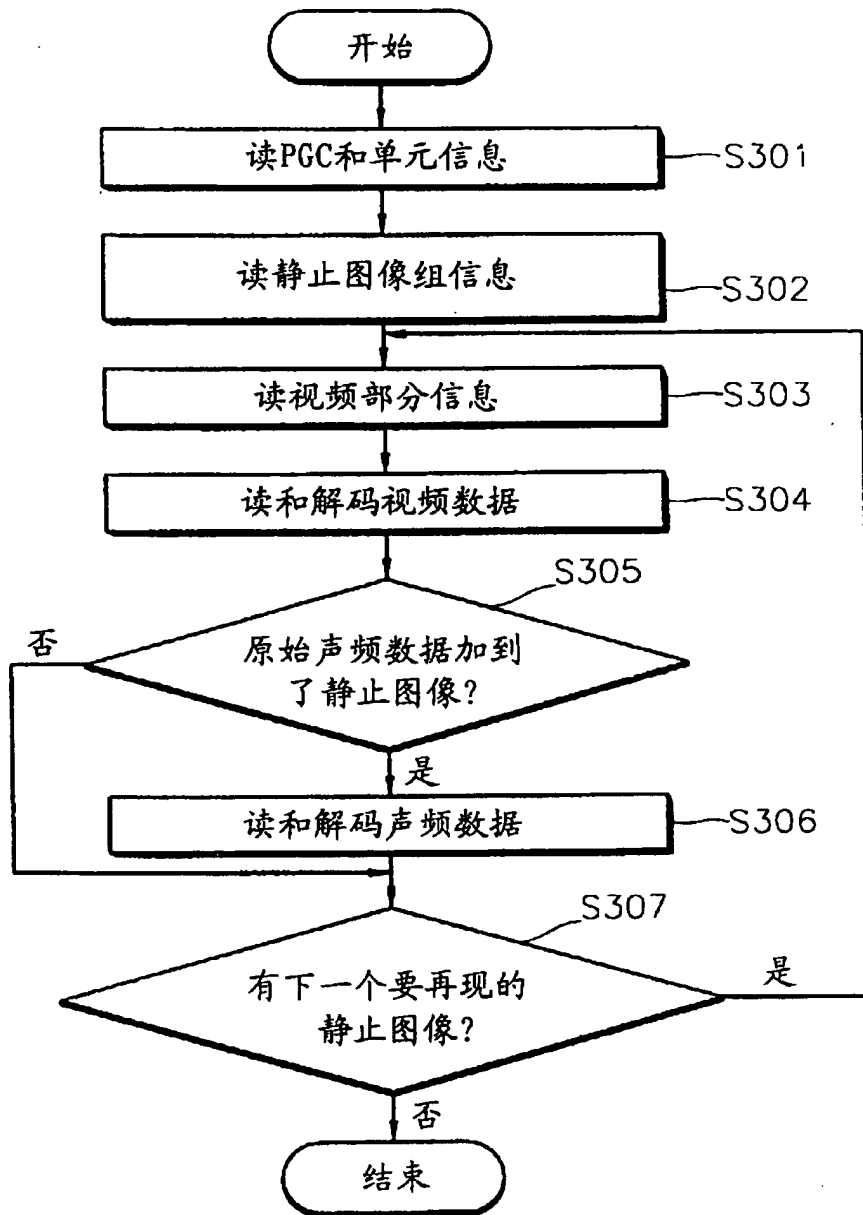 开始
读PGC和单元信息
S301
读静止图像组信息
S302
读视频部分信息
S303
读和解码视频数据
S304
S305
否
原始声频数据加到
了静止图像?
是
读和解码声频数据
S306
S307
有下一个要再现的
静止图像?
是
否
结束